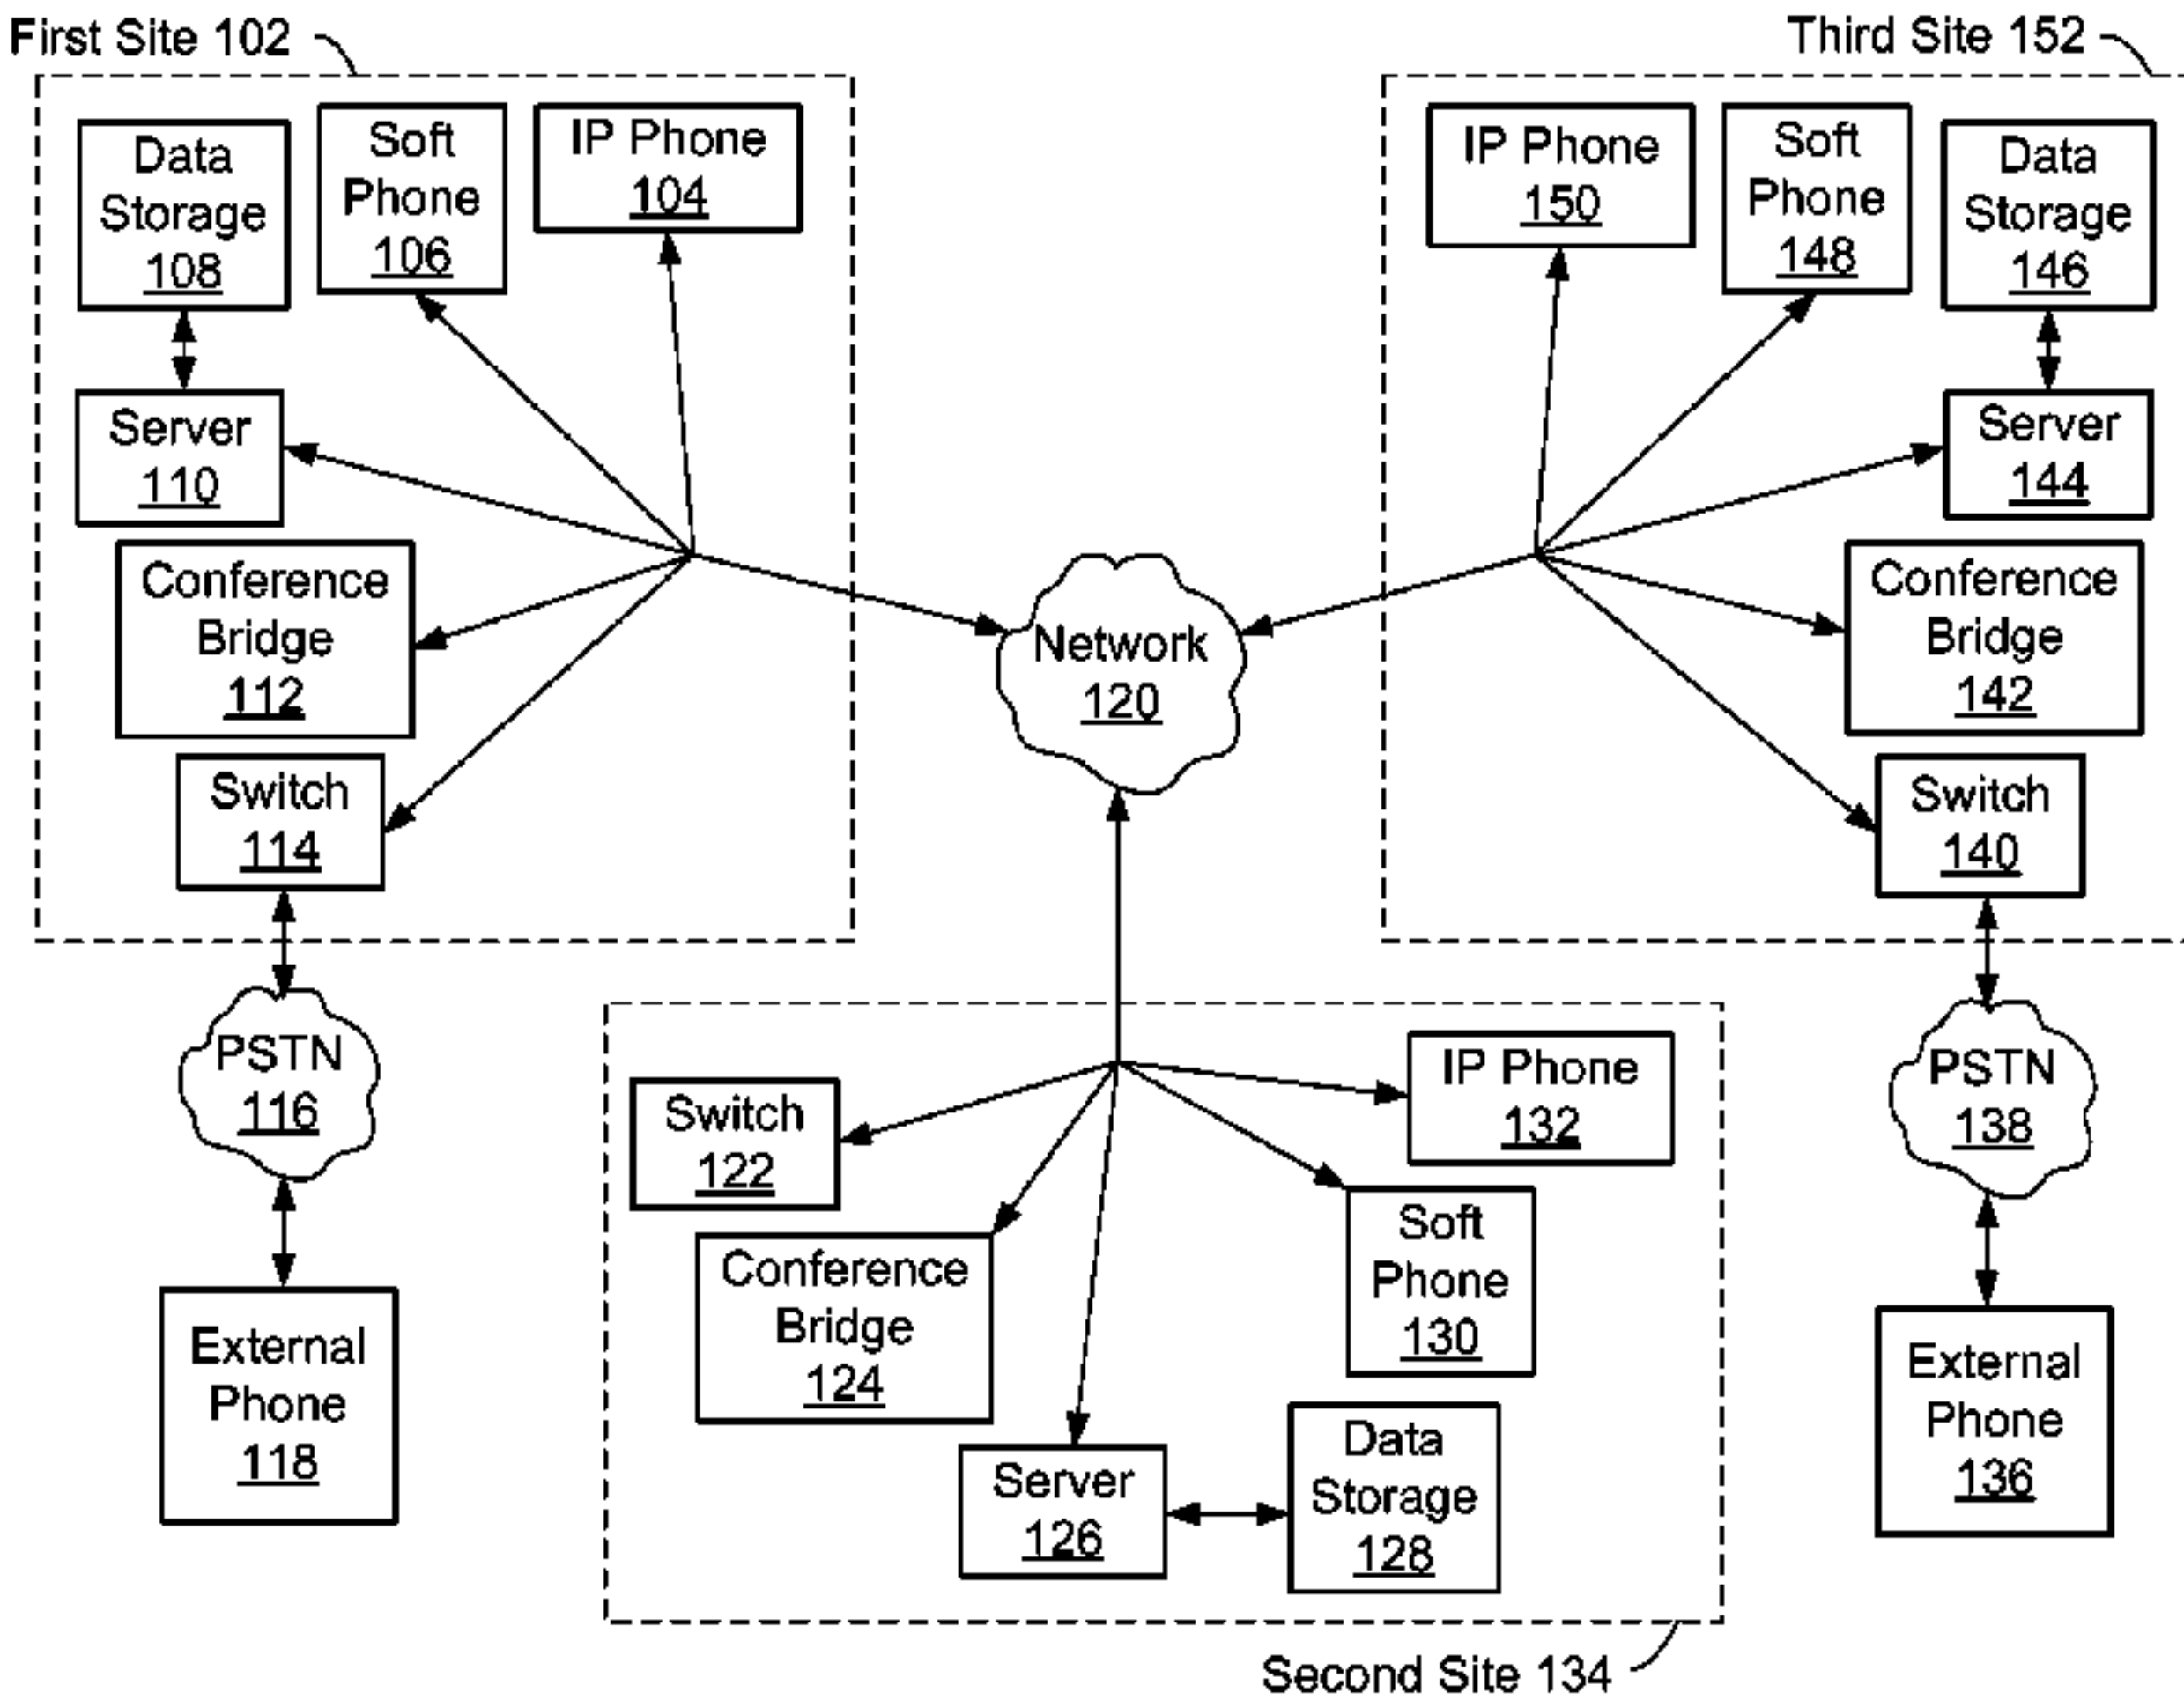 First Site 102
Third Site 152
Data
Storage
108
Soft
Phone
106
IP Phone
104
Server
110
Conference
Bridge
112
Switch
114
PSTN
116
External
Phone
118
Network
120
IP Phone
150
Soft
Phone
148
Data
Storage
146
Server
144
Conference
Bridge
142
Switch
140
PSTN
138
External
Phone
136
Switch
122
Conference
Bridge
124
Server
126
Data
Storage
128
Soft
Phone
130
IP Phone
132
Second Site 134